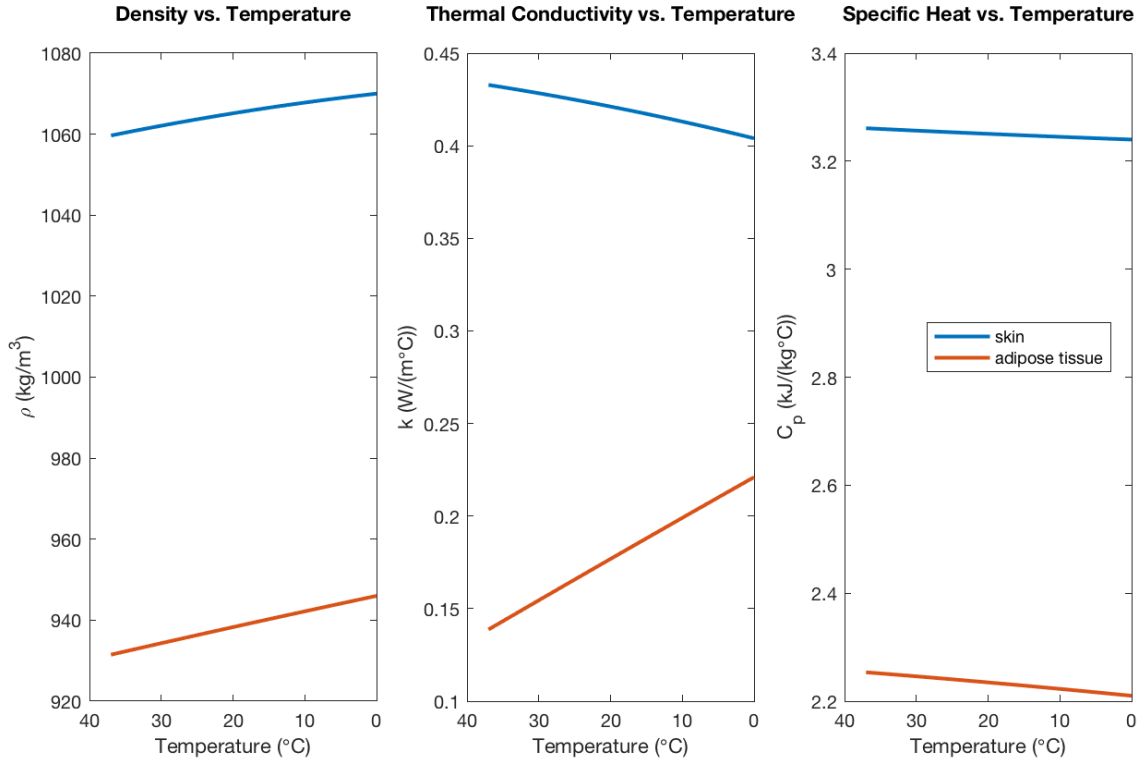 Density vs. Temperature
1080
1060
1040
1020
1000
980
960
940
920
ρ (kg/m³)
40 30 20 10 0
Temperature (°C)
Thermal Conductivity vs. Temperature
0.45
0.4
0.35
0.3
0.25
0.2
0.15
0.1
k (W/(m°C))
40 30 20 10 0
Temperature (°C)
Specific Heat vs. Temperature
3.4
3.2
3
2.8
2.6
2.4
2.2
Cₚ (kJ/(kg°C))
skin
adipose tissue
40 30 20 10 0
Temperature (°C)